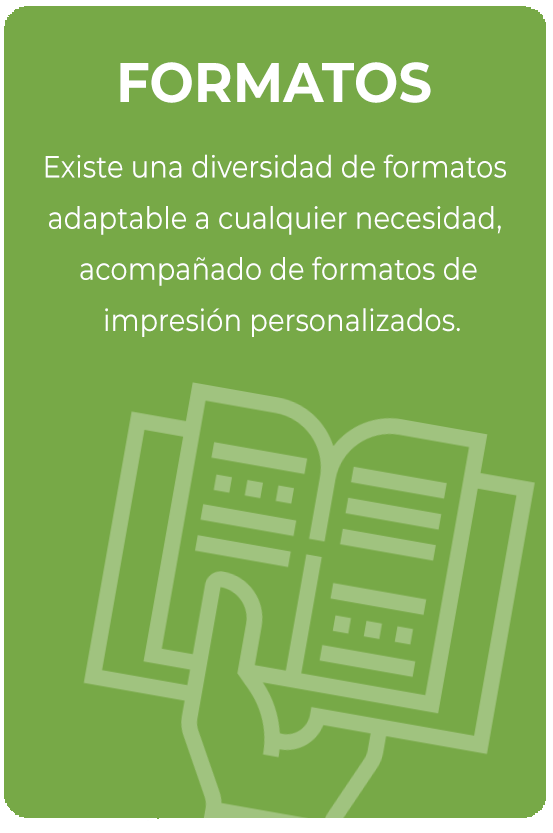 FORMATOS
Existe una diversidad de formatos
adaptable a cualquier necesidad,
acompañado de formatos de
impresión personalizados.